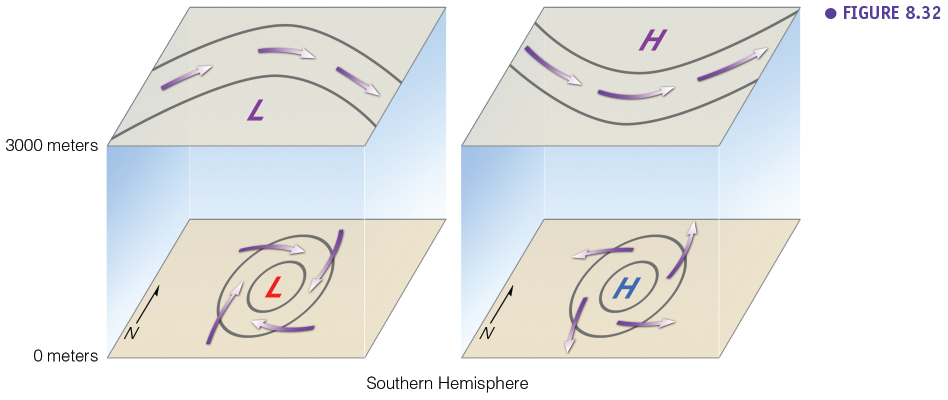 ● FIGURE 8.32
H
L
3000 meters
L
H
N
N
0 meters
Southern Hemisphere